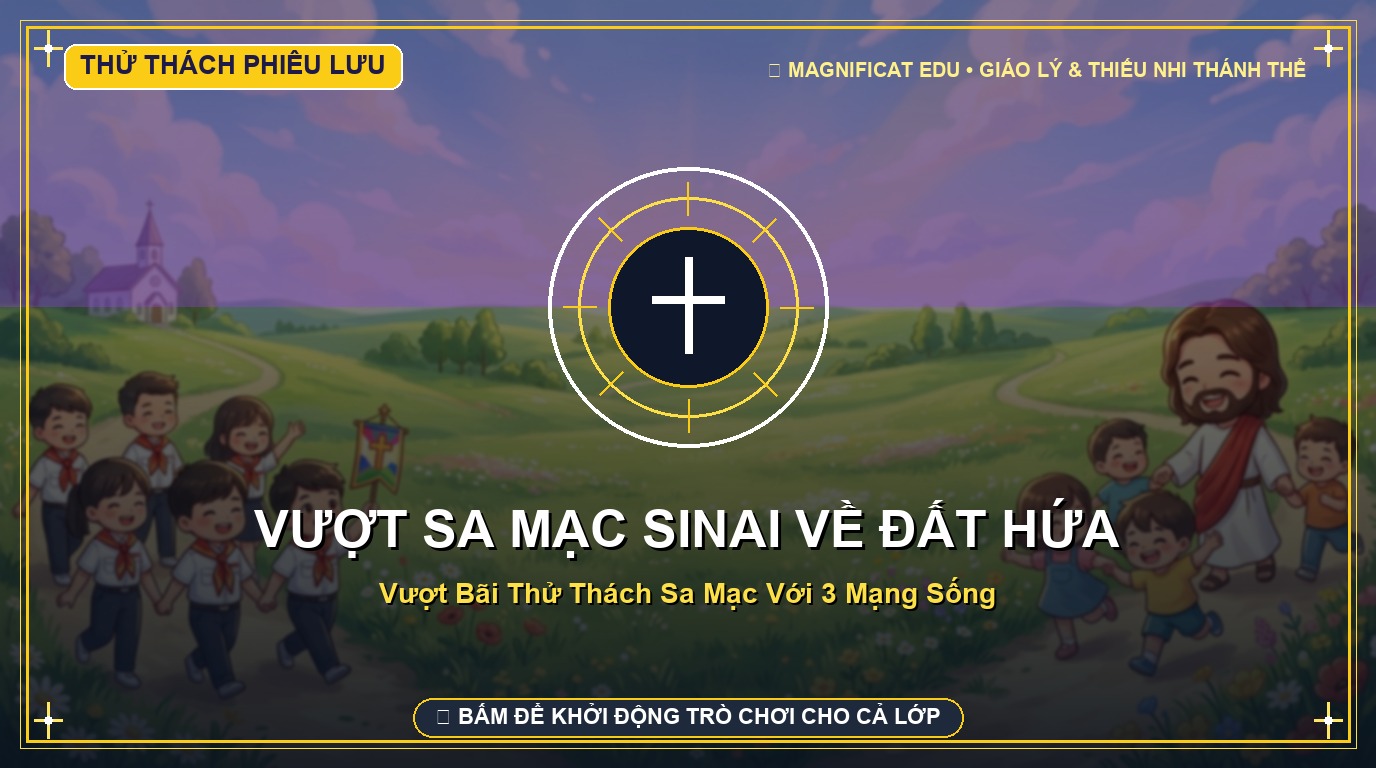 THỬ THÁCH PHIÊU LƯU
MAGNIFICAT EDU • GIÁO LÝ & THIẾU NHI THÁNH THỂ
VƯỢT SA MẠC SINAI VỀ ĐẤT HỨA
Vượt Bãi Thử Thách Sa Mạc Với 3 Mạng Sống
BẤM ĐỂ KHỞI ĐỘNG TRÒ CHƠI CHO CẢ LỚP